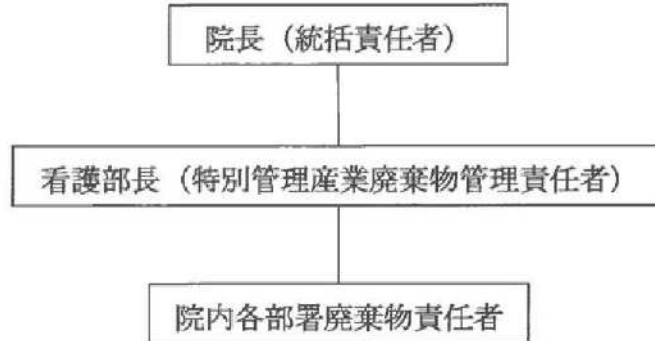 院長（統括責任者）
看護部長（特別管理産業廃棄物管理責任者）
院内各部署廃棄物責任者